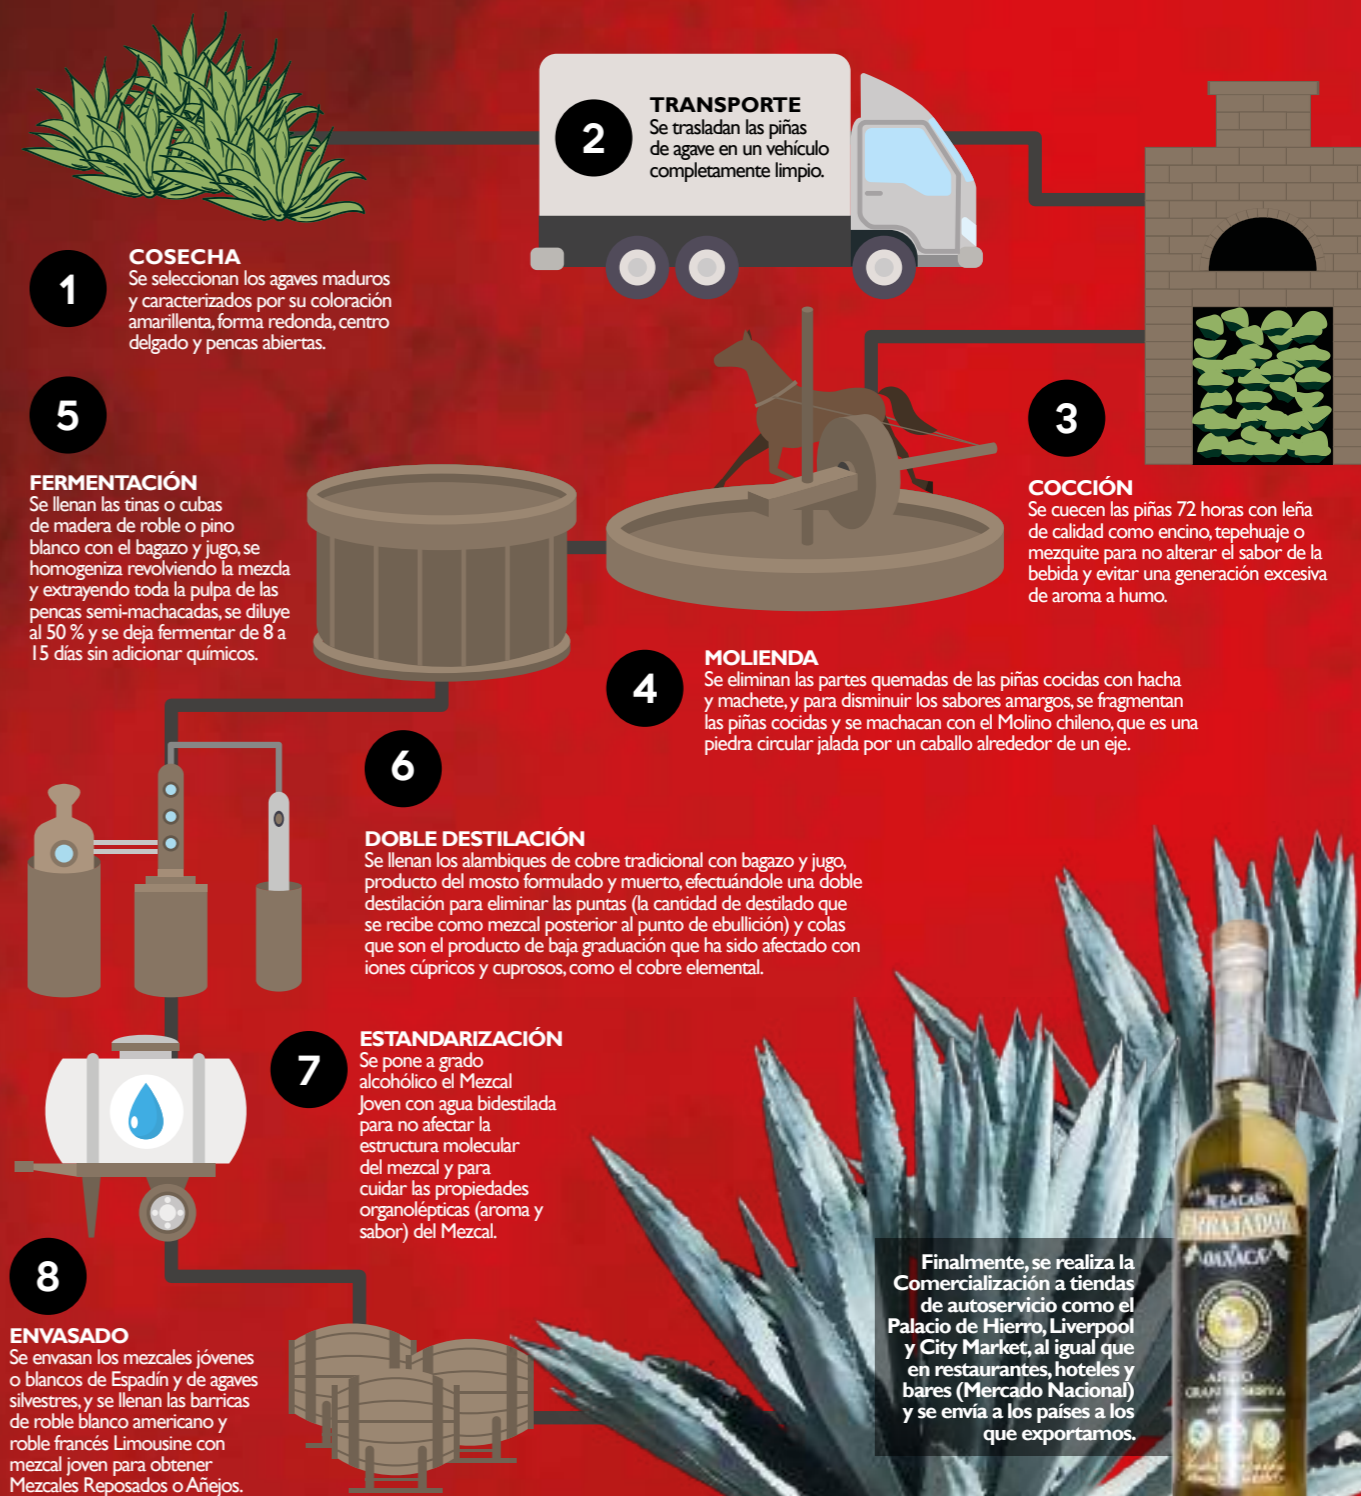 1
COSECHA
Se seleccionan los agaves maduros
y caracterizados por su coloración
amarillenta, forma redonda, centro
delgado y pencas abiertas.
2
TRANSPORTE
Se trasladan las piñas
de agave en un vehículo
completamente limpio.
3
COCCIÓN
Se cuecen las piñas 72 horas con leña
de calidad como encino, tepehuaje o
mezquite para no alterar el sabor de la
bebida y evitar una generación excesiva
de aroma a humo.
4
MOLIENDA
Se eliminan las partes quemadas de las piñas cocidas con hacha
y machete, y para disminuir los sabores amargos, se fragmentan
las piñas cocidas y se machacan con el Molino chileno, que es una
piedra circular jalada por un caballo alrededor de un eje.
5
FERMENTACIÓN
Se llenan las tinas o cubas
de madera de roble o pino
blanco con el bagazo y jugo, se
homogeniza revolviendo la mezcla
y extrayendo toda la pulpa de las
pencas semi-machacadas, se diluye
al 50 % y se deja fermentar de 8 a
15 días sin adicionar químicos.
6
DOBLE DESTILACIÓN
Se llenan los alambiques de cobre tradicional con bagazo y jugo,
producto del mosto formulado y muerto, efectuándole una doble
destilación para eliminar las puntas (la cantidad de destilado que
se recibe como mezcal posterior al punto de ebullición) y colas
que son el producto de baja graduación que ha sido afectado con
iones cúpricos y cuprosos, como el cobre elemental.
7
ESTANDARIZACIÓN
Se pone a grado
alcohólico el Mezcal
Joven con agua bidestilada
para no afectar la
estructura molecular
del mezcal y para
cuidar las propiedades
organolépticas (aroma y
sabor) del Mezcal.
8
ENVASADO
Se envasan los mezcales jóvenes
o blancos de Espadín y de agaves
silvestres, y se llenan las barricas
de roble blanco americano y
roble francés Limousine con
mezcal joven para obtener
Mezcales Reposados o Añejos.
Finalmente, se realiza la
Comercialización a tiendas
de autoservicio como el
Palacio de Hierro, Liverpool
y City Market, al igual que
en restaurantes, hoteles y
bares (Mercado Nacional)
y se envía a los países a los
que exportamos.
OAXACA
AÑEJO